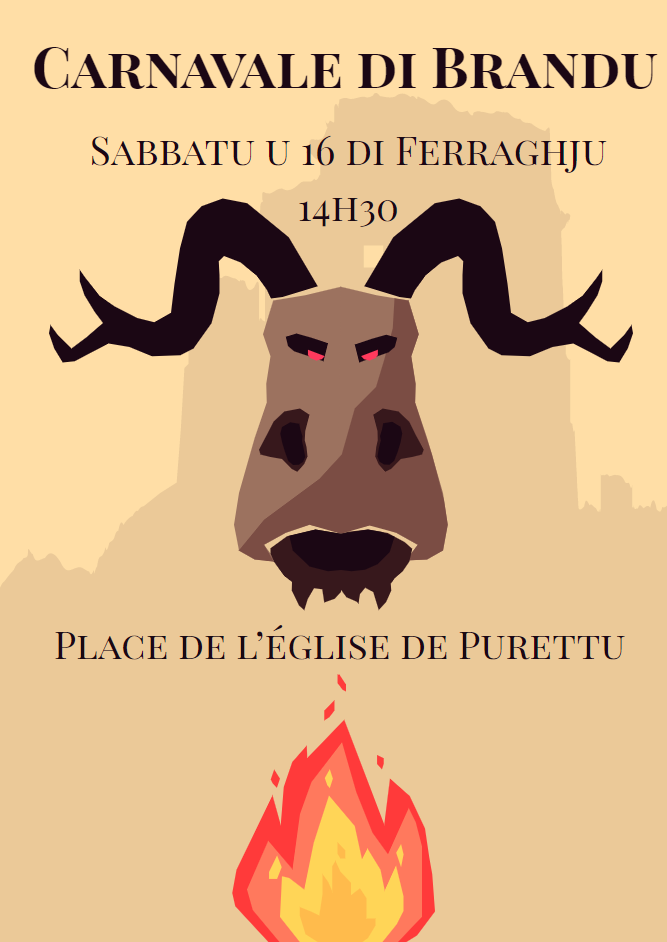 Carnavale di Brandu
Sabbatu u 16 di Ferraghju
14h30
Place de l’église de Purettu